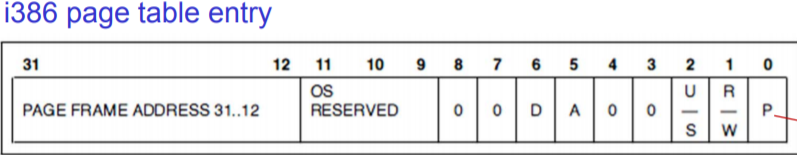 i386 page table entry
31 12 11 10 9 8 7 6 5 4 3 2 1 0
PAGE FRAME ADDRESS 31..12 OS RESERVED 0 0 D A 0 0 U/S R/W P